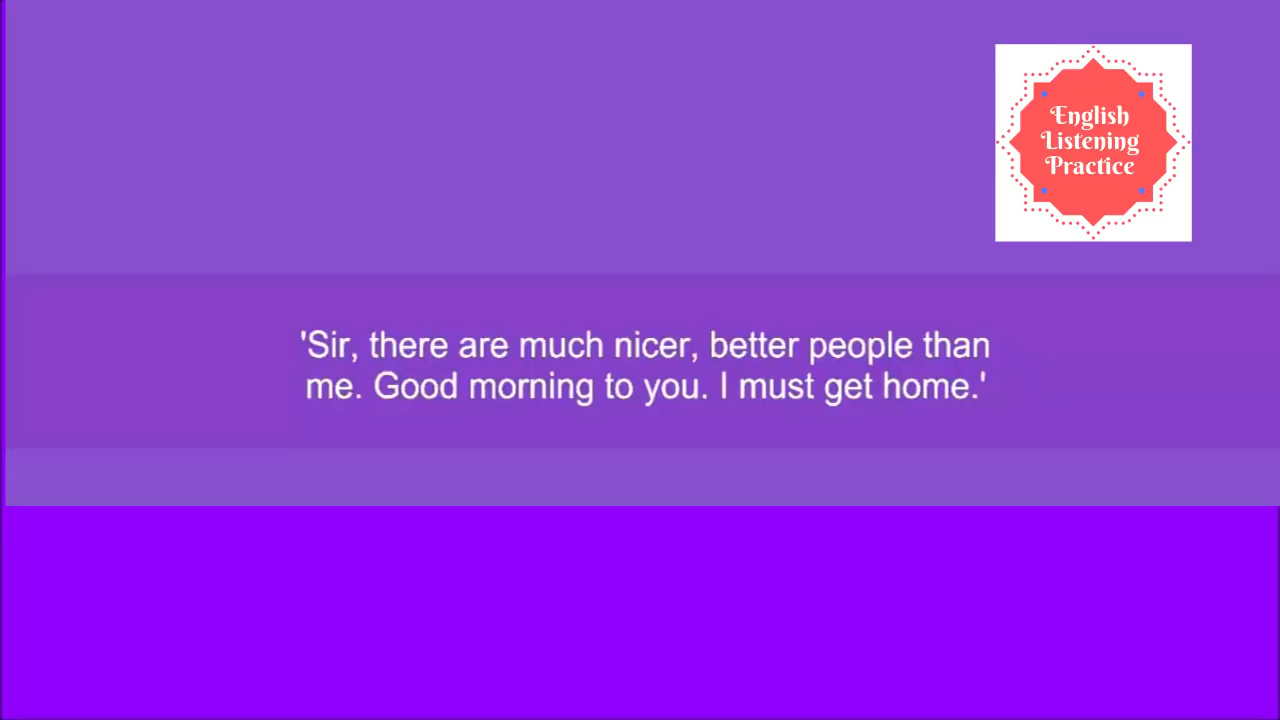 English
Listening
Practice
'Sir, there are much nicer, better people than
me. Good morning to you. I must get home.'